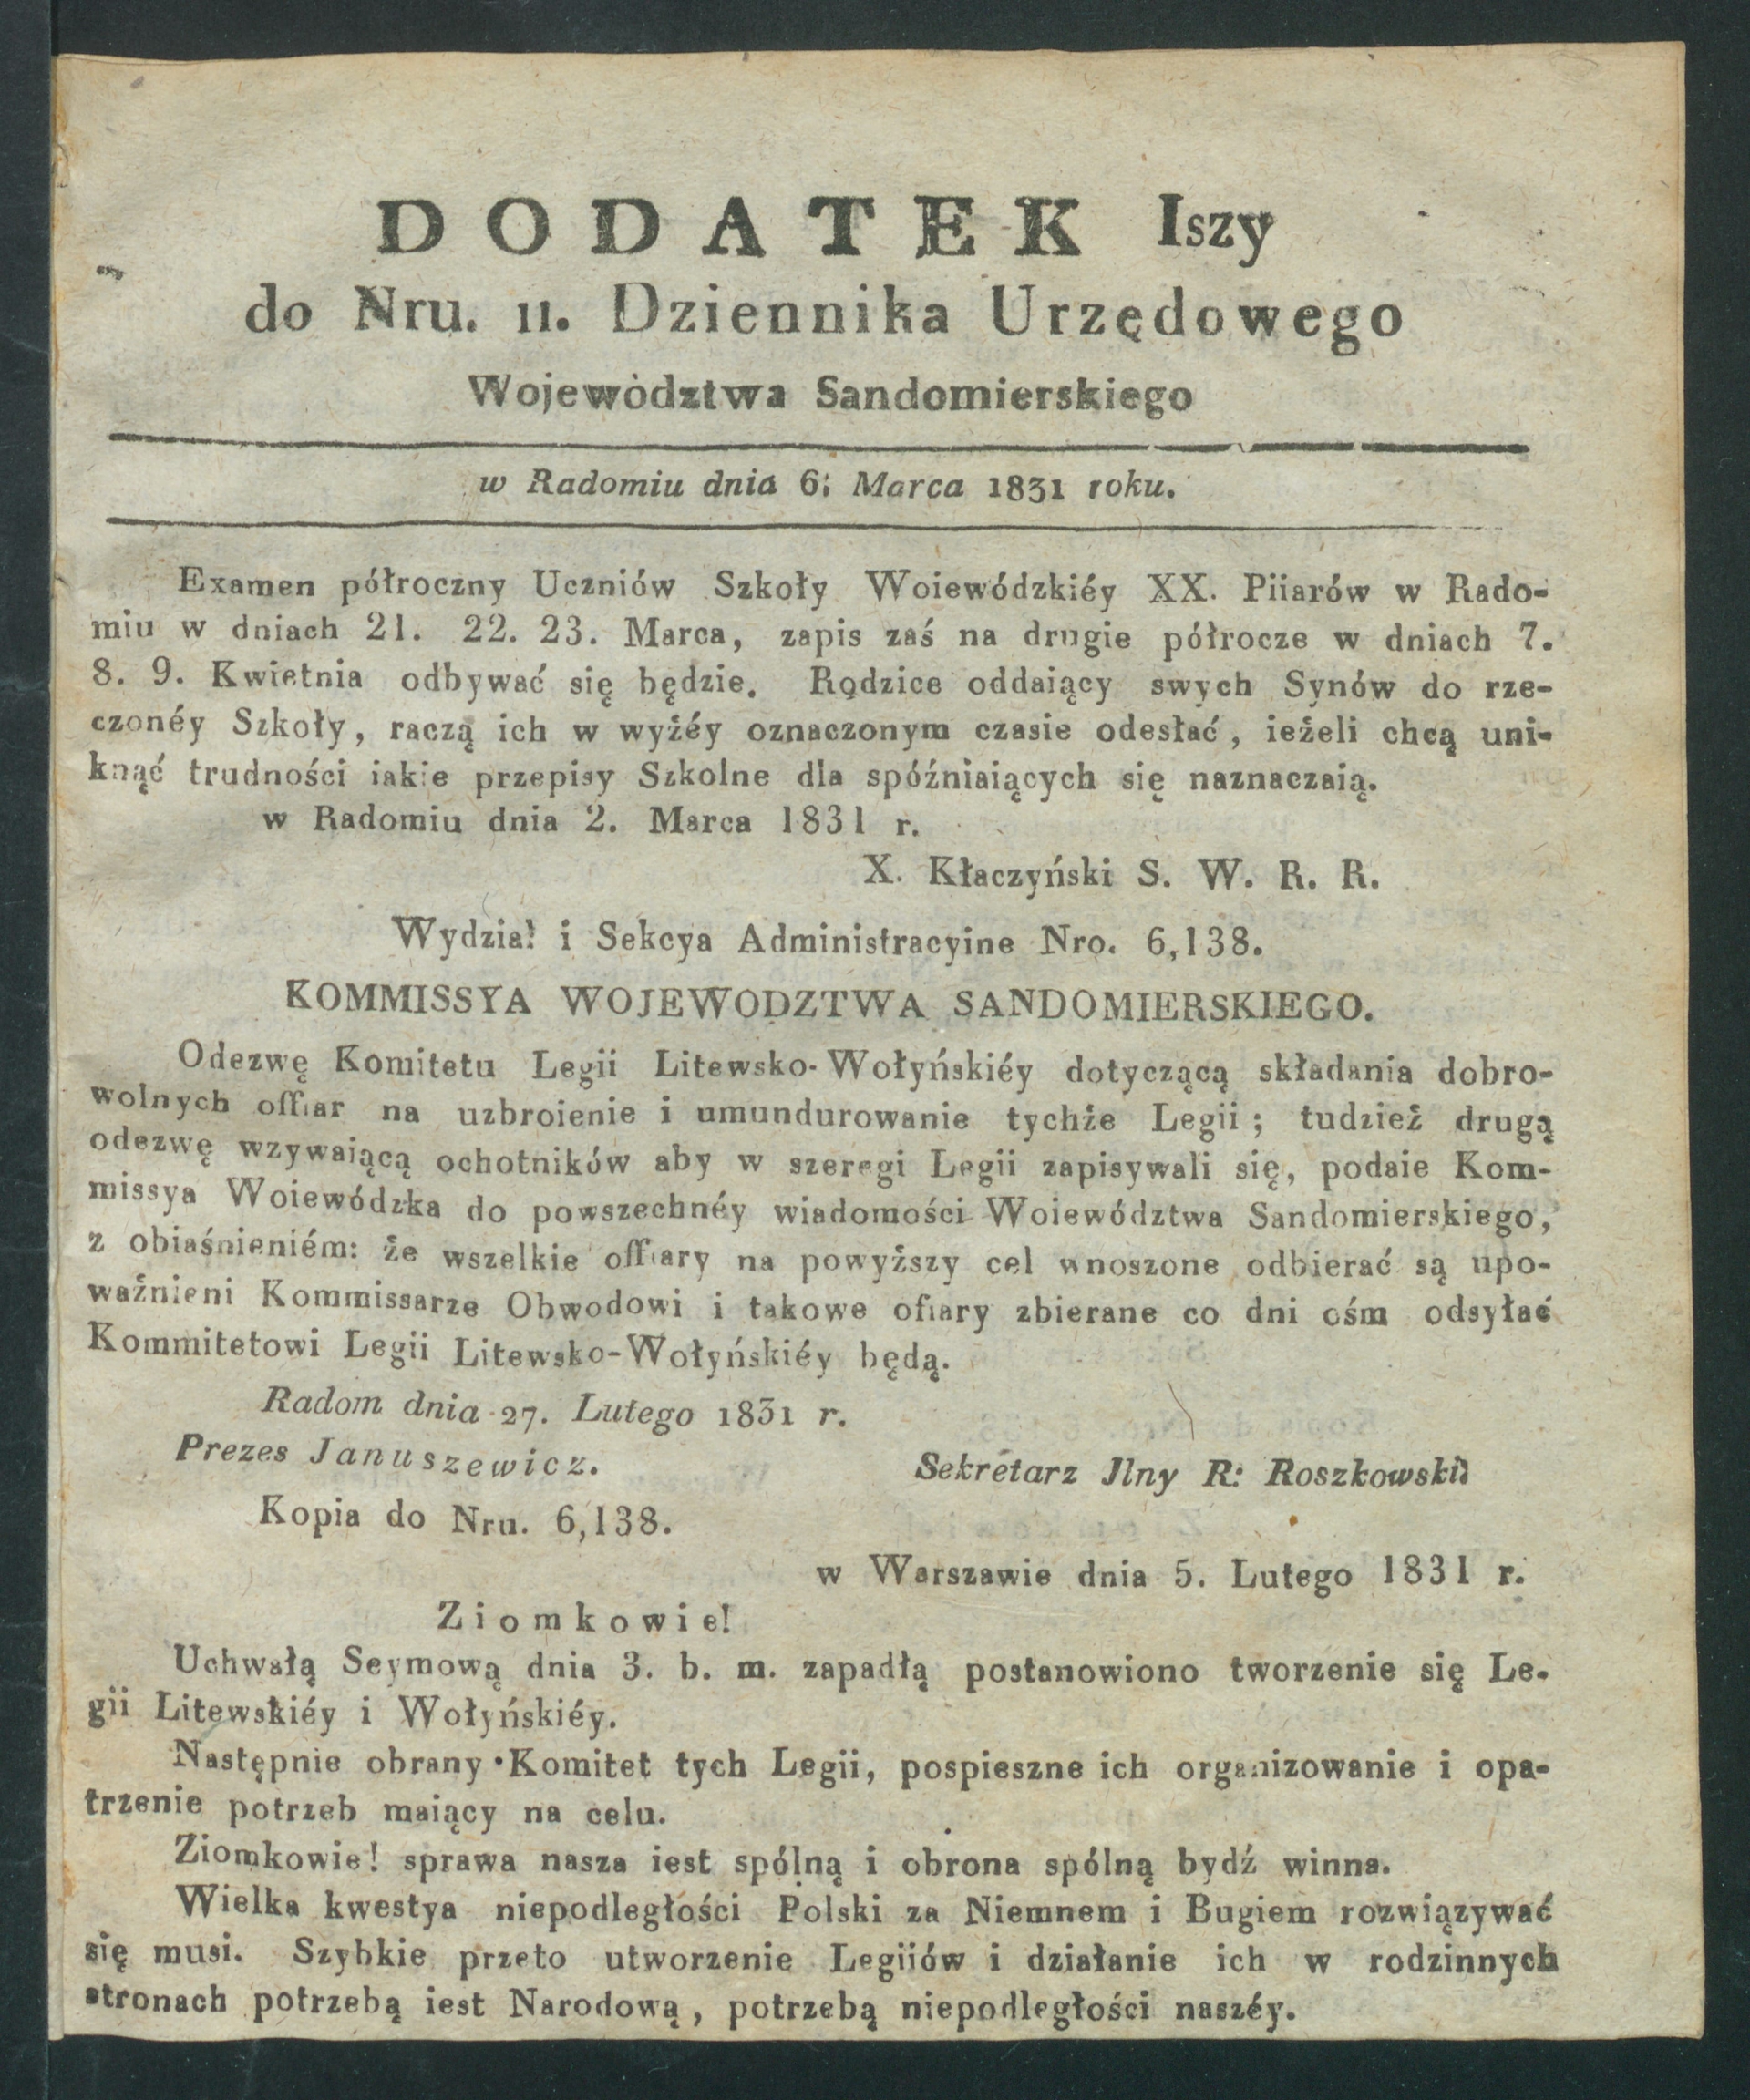 DODATEK Iszy
do Nru. 11. Dziennika Urzędowego
Województwa Sandomierskiego
w Radomiu dnia 6: Marca 1831 roku.
Examen półroczny Uczniów Szkoły Woiewódzkiéy XX. Piiarów w Rado-
miu w dniach 21. 22. 23. Marca, zapis zaś na drugie półrocze w dniach 7.
8. 9. Kwietnia odbywać się będzie. Rodzice oddaiący swych Synów do rze-
czonéy Szkoły, raczą ich w wyżéy oznaczonym czasie odesłać, ieżeli chcą uni-
knąć trudności iakie przepisy Szkolne dla spóźniaiących się naznaczaią.
w Radomiu dnia 2. Marca 1831 r.
X. Kłaczyński S. W. R. R.
Wydział i Sekcya Administracyine Nro. 6,138.
KOMMISSYA WOJEWODZTWA SANDOMIERSKIEGO.
Odezwę Komitetu Legii Litewsko-Wołyńskiéy dotyczącą składania dobro-
wolnych offiar na uzbroienie i umundurowanie tychże Legii; tudzież drugą
odezwę wzywaiącą ochotników aby w szeregi Legii zapisywali się, podaie Kom-
missya Woiewódzka do powszechnéy wiadomości Woiewództwa Sandomierskiego,
z obiaśnieniém: że wszelkie offiary na powyższy cel wnoszone odbierać są upo-
ważnieni Kommissarze Obwodowi i takowe ofiary zbierane co dni ośm odsyłać
Kommitetowi Legii Litewsko-Wołyńskiéy będą.
Radom dnia 27. Lutego 1831 r.
Prezes Januszewicz.
Sekretarz Jlny R: Roszkowski
Kopia do Nru. 6,138.
w Warszawie dnia 5. Lutego 1831 r.
Ziomkowie!
Uchwałą Seymową dnia 3. b. m. zapadłą postanowiono tworzenie się Le-
gii Litewskiéy i Wołyńskiéy.
Następnie obrany Komitet tych Legii, pospieszne ich organizowanie i opa-
trzenie potrzeb maiący na celu.
Ziomkowie! sprawa nasza iest spólną i obrona spólną bydź winna.
Wielka kwestya niepodległości Polski za Niemnem i Bugiem rozwiązywać
się musi. Szybkie przeto utworzenie Legiiów i działanie ich w rodzinnych
stronach potrzebą iest Narodową, potrzebą niepodległości naszéy.